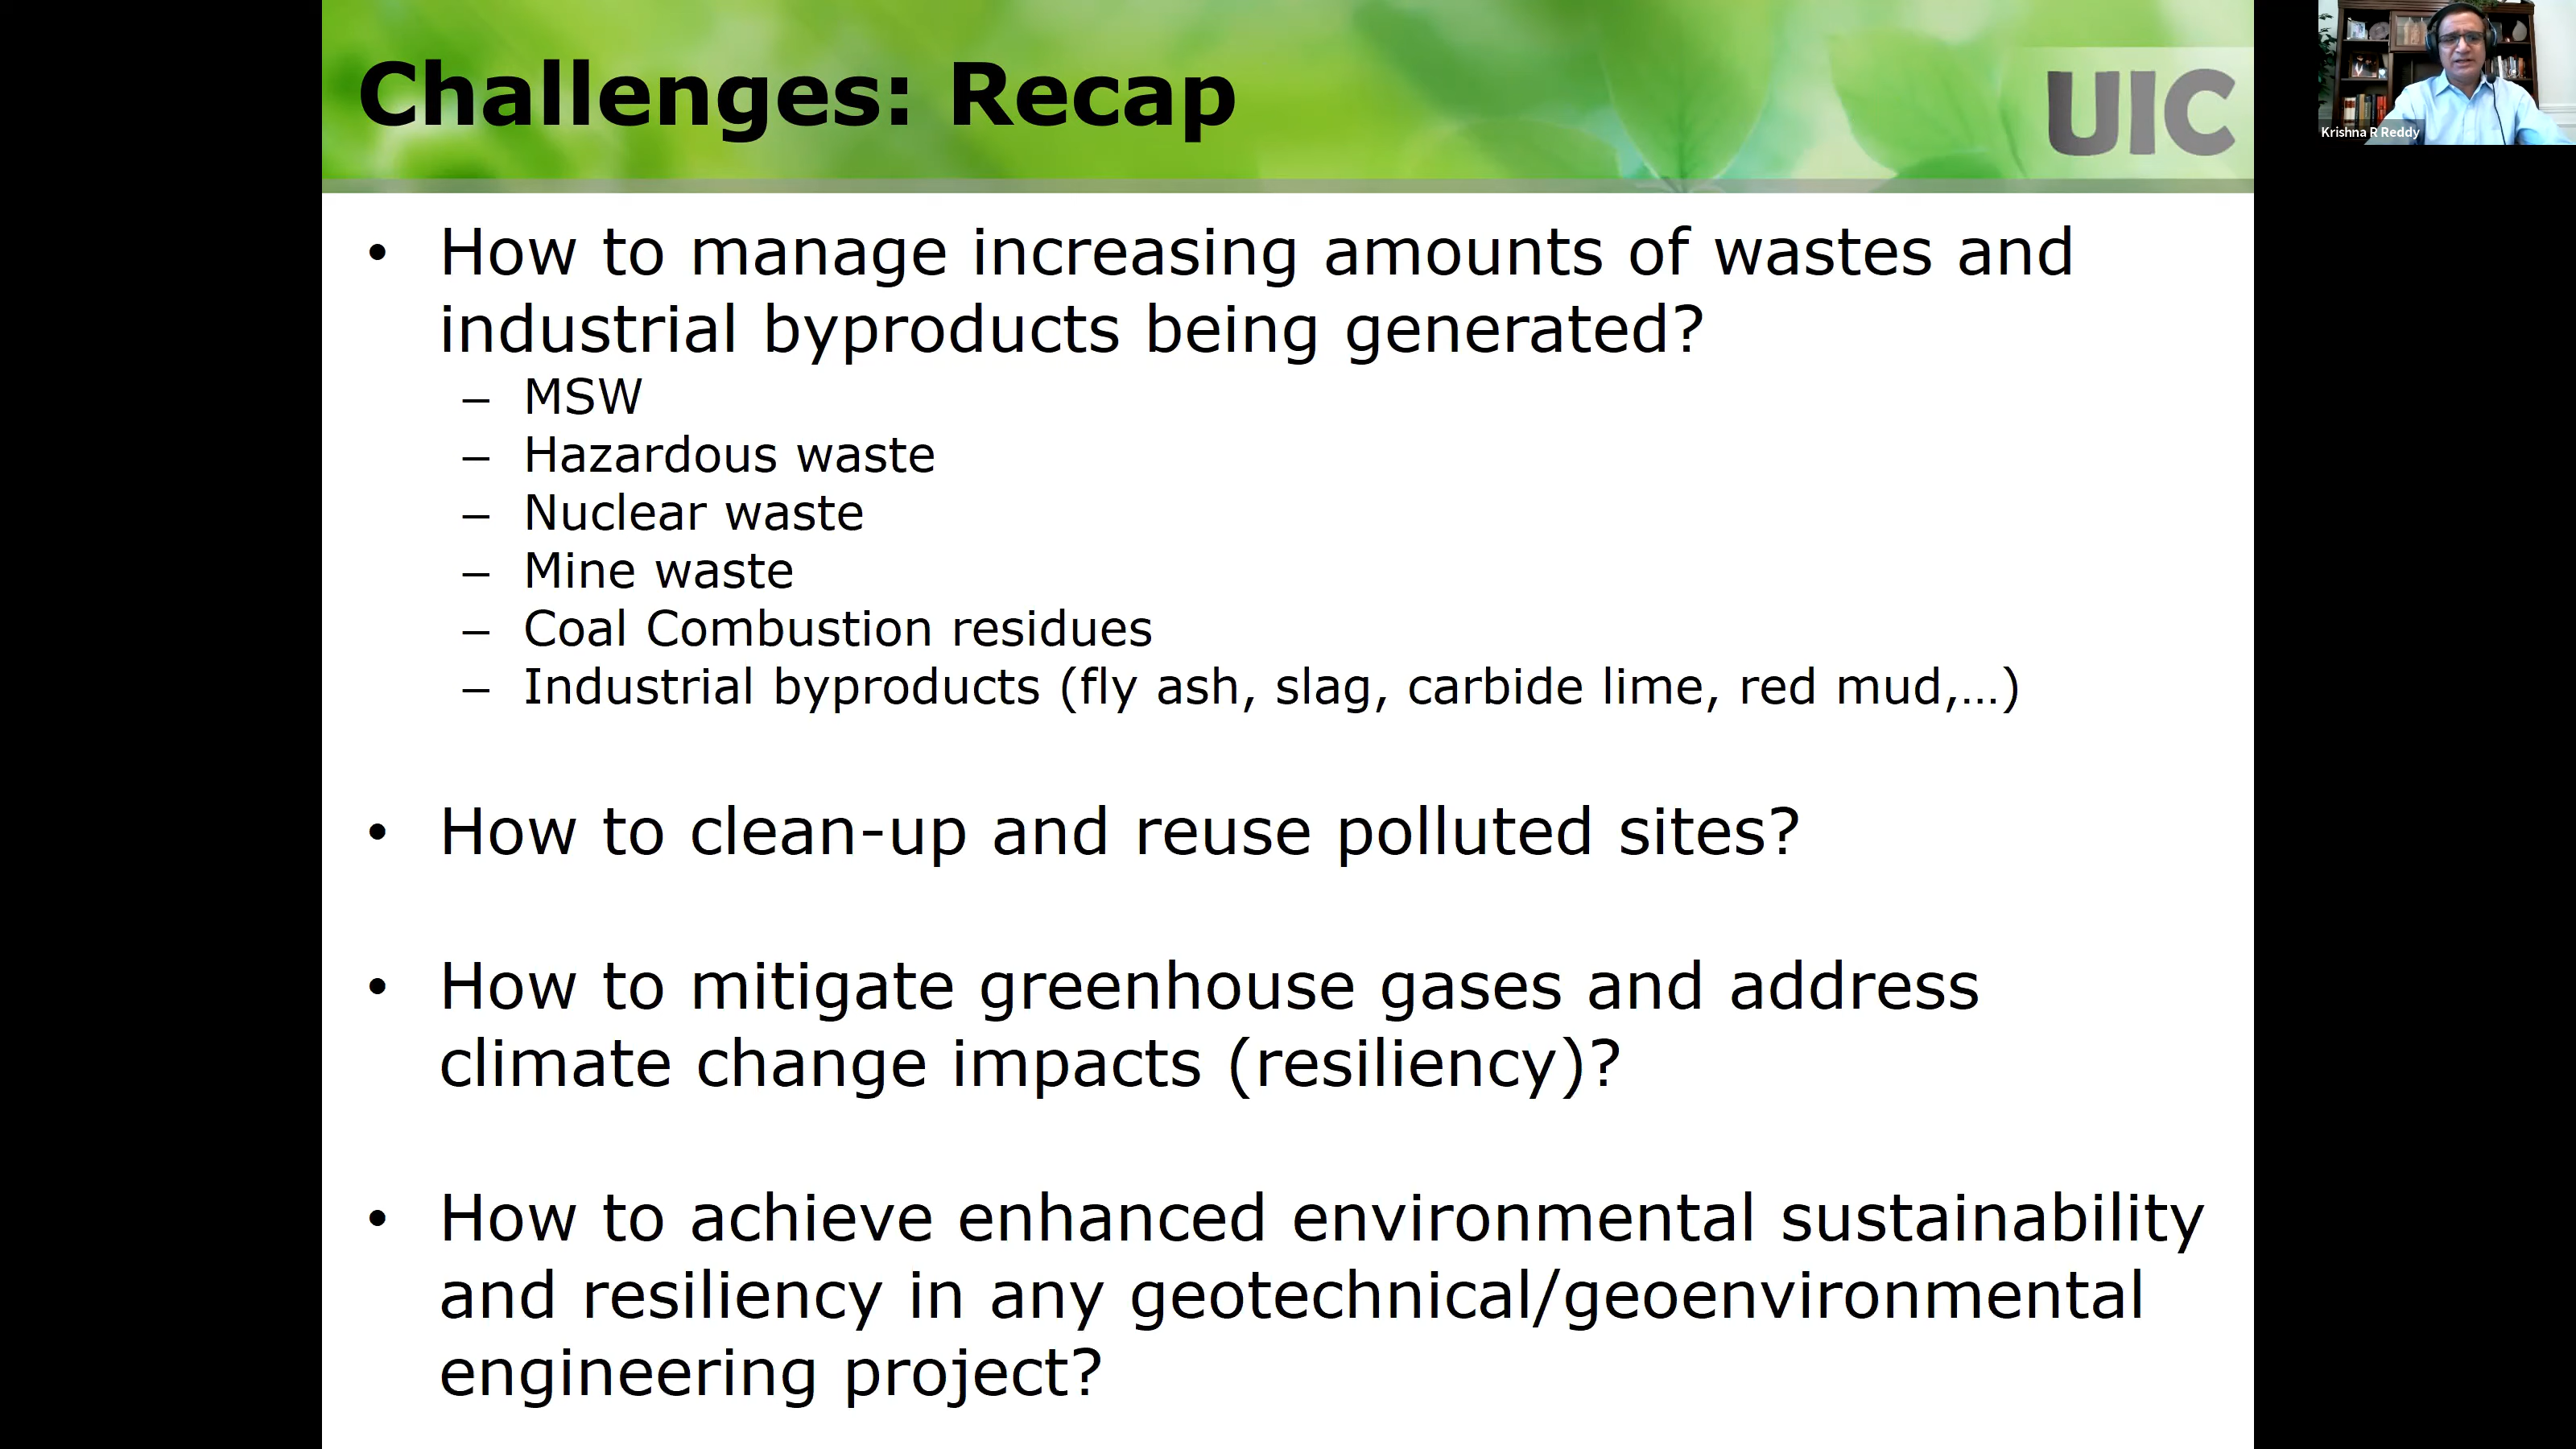 Challenges: Recap
UIC
Krishna R Reddy
• How to manage increasing amounts of wastes and
industrial byproducts being generated?
– MSW
– Hazardous waste
– Nuclear waste
– Mine waste
– Coal Combustion residues
– Industrial byproducts (fly ash, slag, carbide lime, red mud,...)
• How to clean-up and reuse polluted sites?
• How to mitigate greenhouse gases and address
climate change impacts (resiliency)?
• How to achieve enhanced environmental sustainability
and resiliency in any geotechnical/geoenvironmental
engineering project?